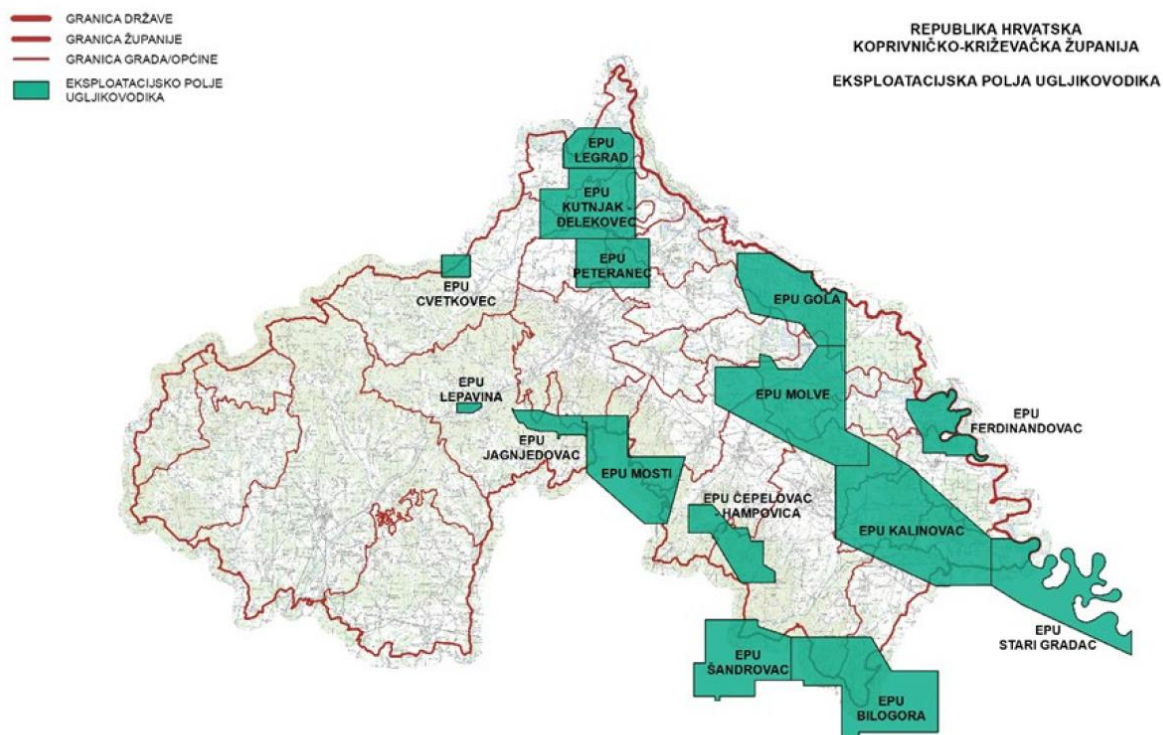 GRANICA DRŽAVE
GRANICA ŽUPANIJE
GRANICA GRADA/OPĆINE
EKSPLOATACIJSKO POLJE
UGLJIKOVODIKA
REPUBLIKA HRVATSKA
KOPRIVNIČKO-KRIŽEVAČKA ŽUPANIJA
EKSPLOATACIJSKA POLJA UGLJIKOVODIKA
EPU
LEGRAD
EPU
KUTNJAK -
ĐELEKOVEC
EPU
PETERANEC
EPU
CVETKOVEC
EPU GOLA
EPU
LEPAVINA
EPU MOLVE
EPU
FERDINANDOVAC
EPU
JAGNJEDOVAC
EPU MOSTI
EPU ČEPELOVAC
- HAMPOVICA
EPU KALINOVAC
EPU
STARI GRADAC
EPU
ŠANDROVAC
EPU
BILOGORA